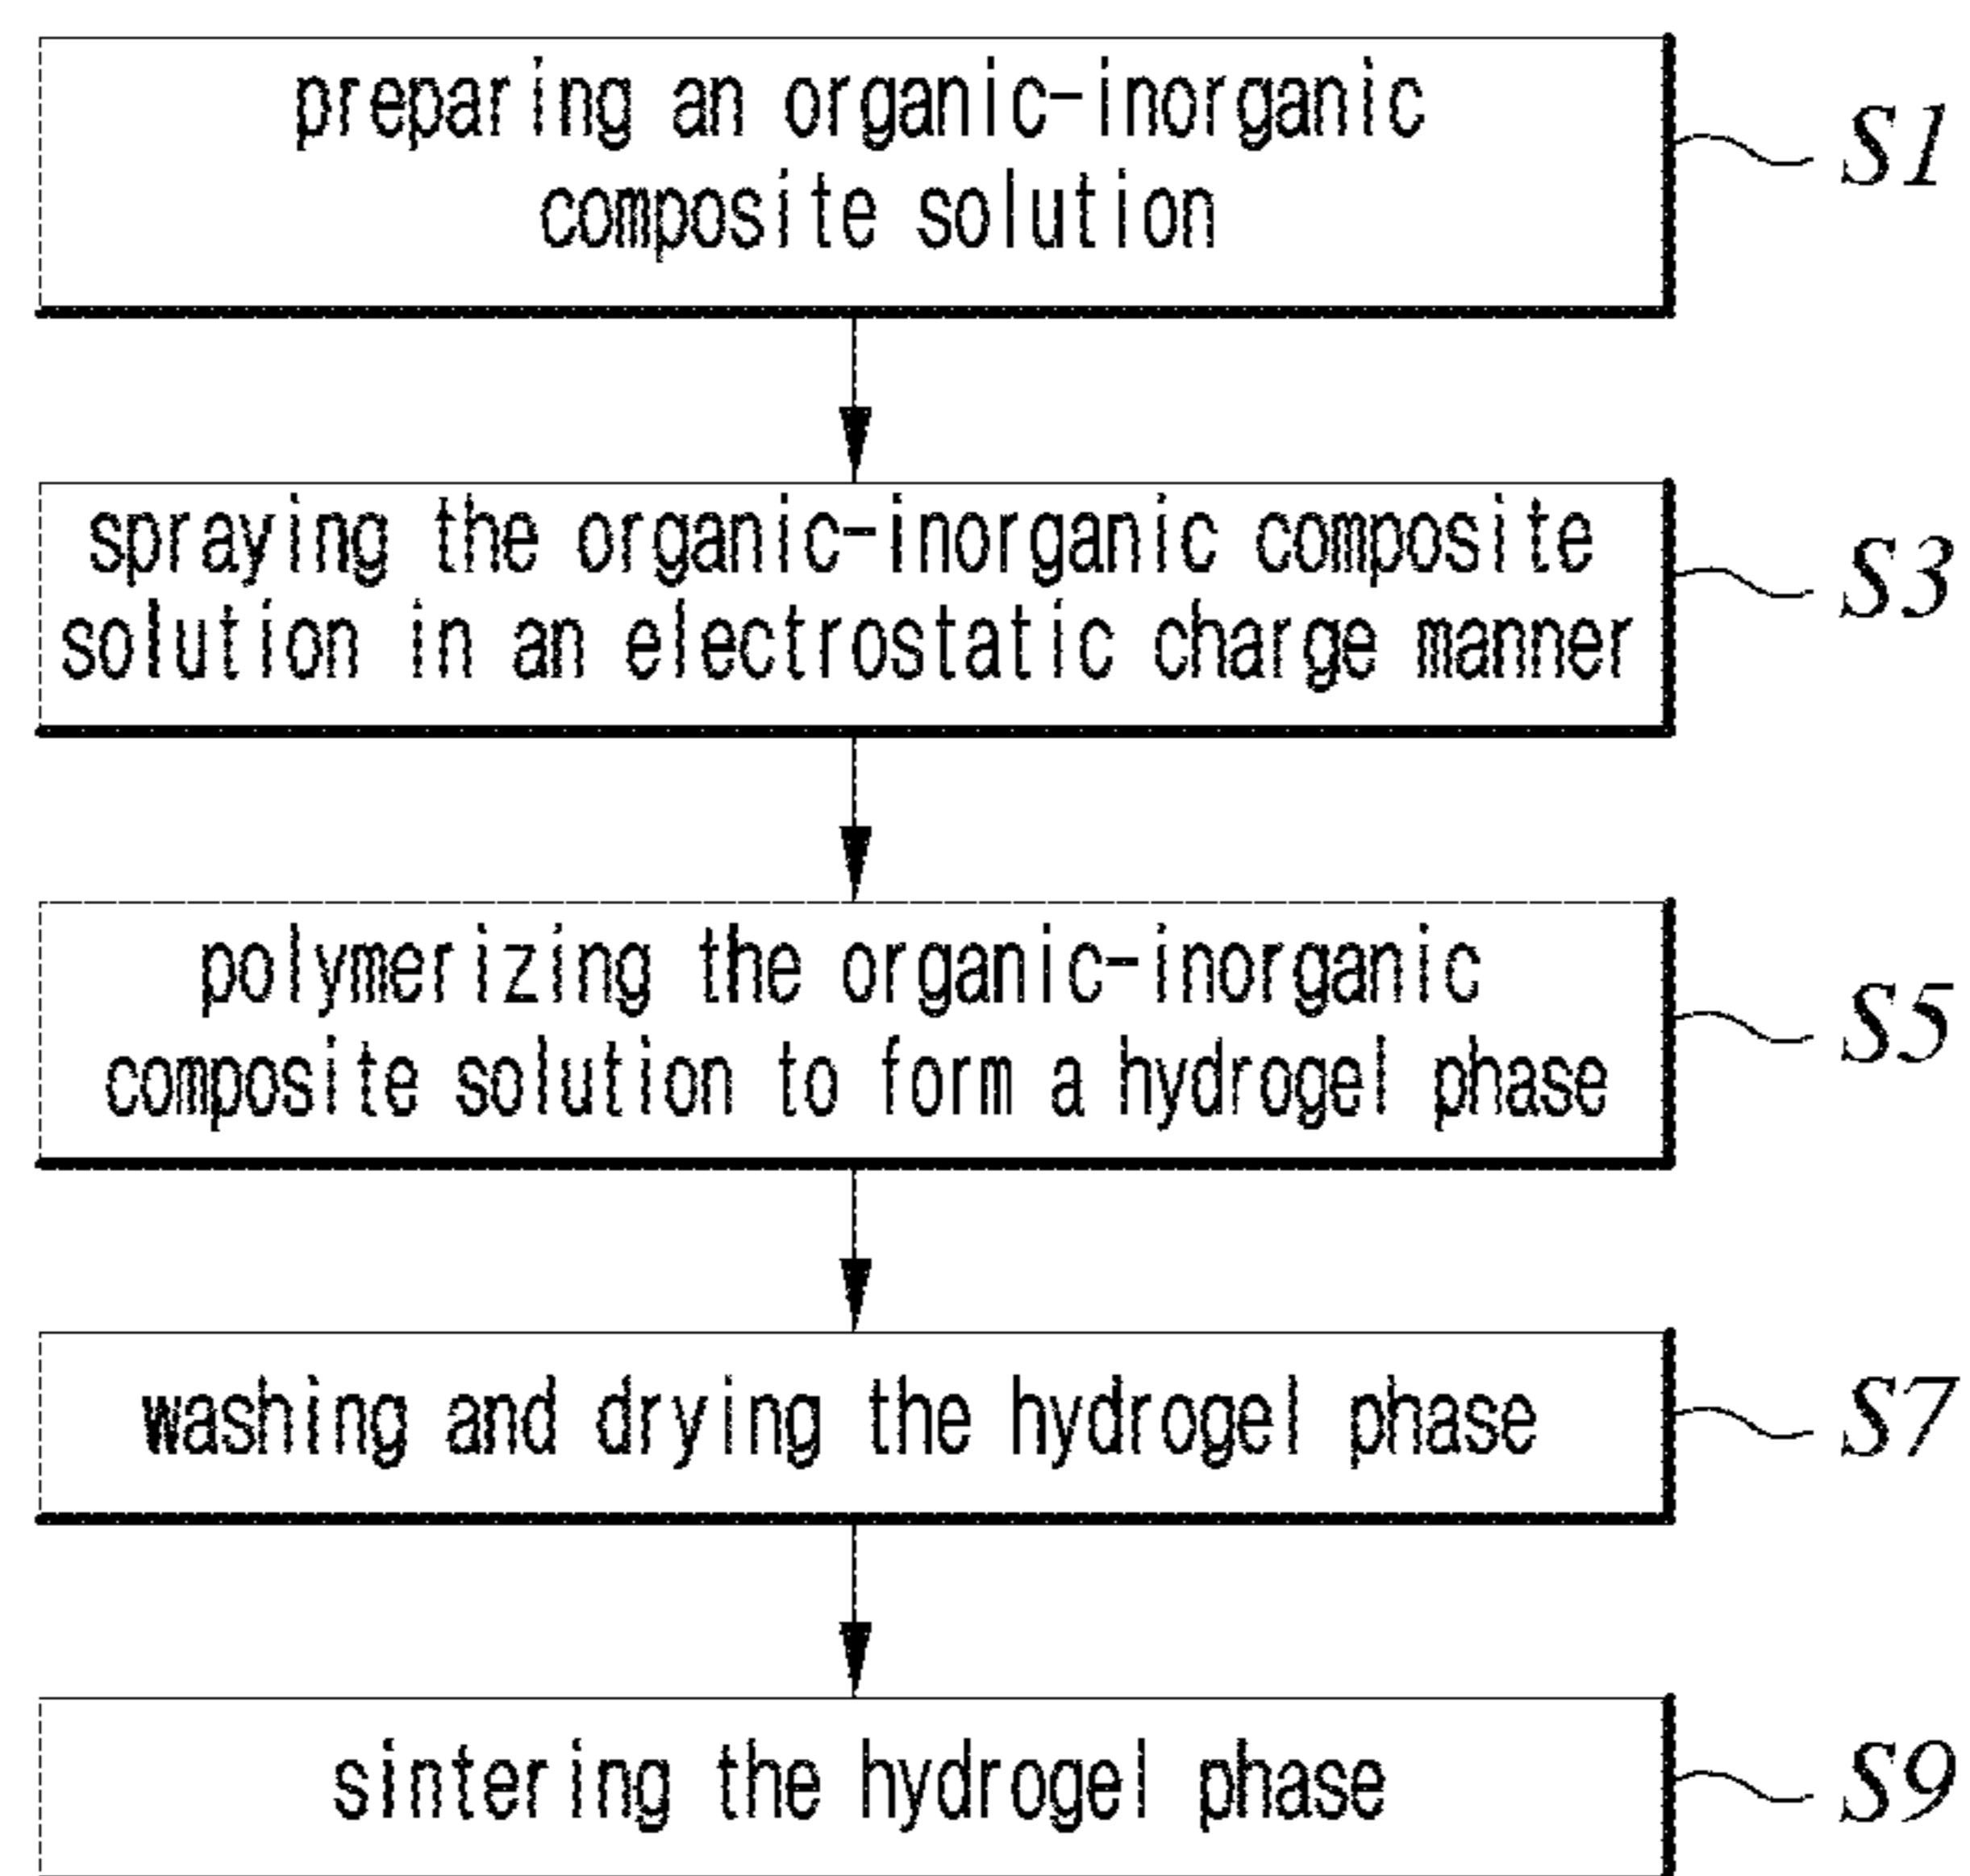 preparing an organic-inorganic
composite solution
S1
spraying the organic-inorganic composite
solution in an electrostatic charge manner
S3
polymerizing the organic-inorganic
composite solution to form a hydrogel phase
S5
washing and drying the hydrogel phase
S7
sintering the hydrogel phase
S9